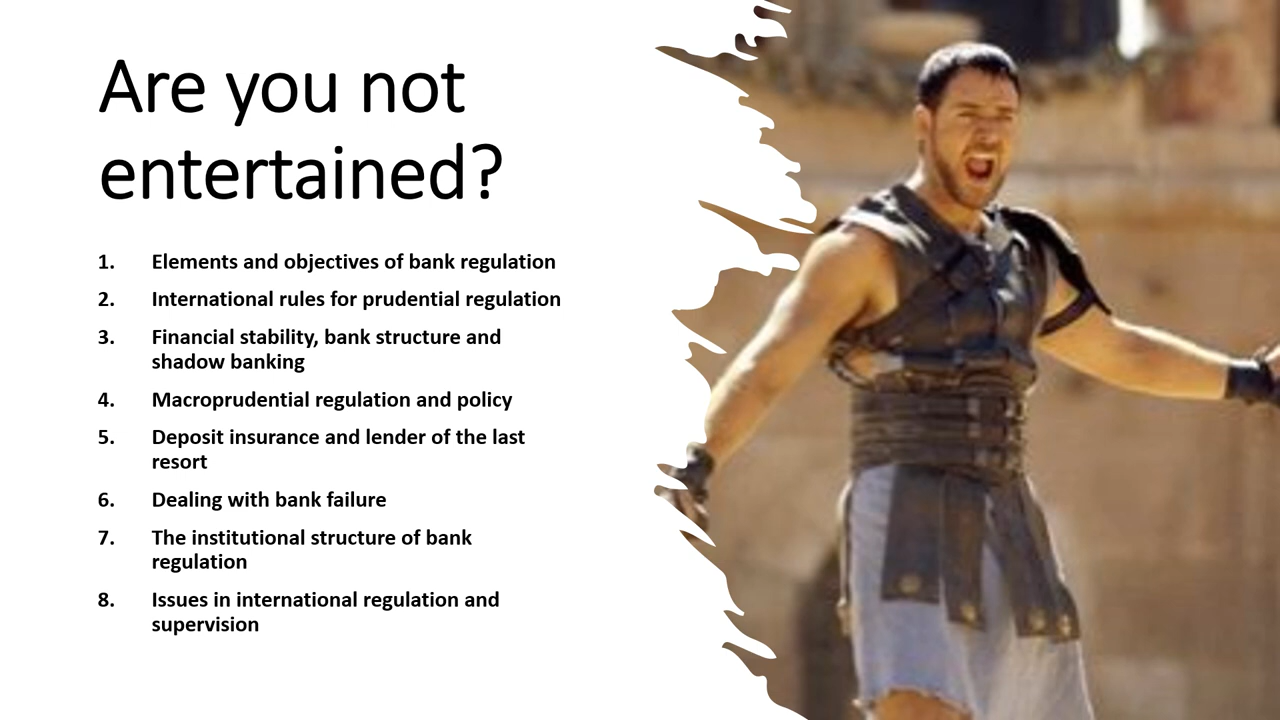 Are you not
entertained?
1. Elements and objectives of bank regulation
2. International rules for prudential regulation
3. Financial stability, bank structure and
shadow banking
4. Macroprudential regulation and policy
5. Deposit insurance and lender of the last
resort
6. Dealing with bank failure
7. The institutional structure of bank
regulation
8. Issues in international regulation and
supervision